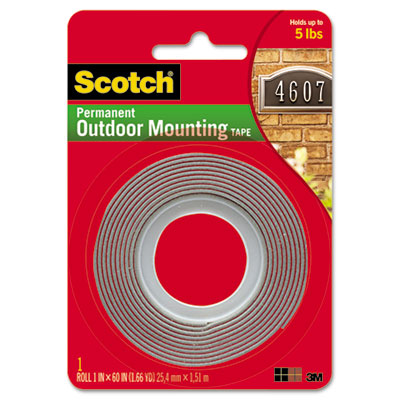 Holds up to
5 lbs
Scotch
4607
Permanent
Outdoor Mounting TAPE
1
ROLL 1 IN × 60 IN (1.66 YD) 25,4 mm × 1,51 m
3M